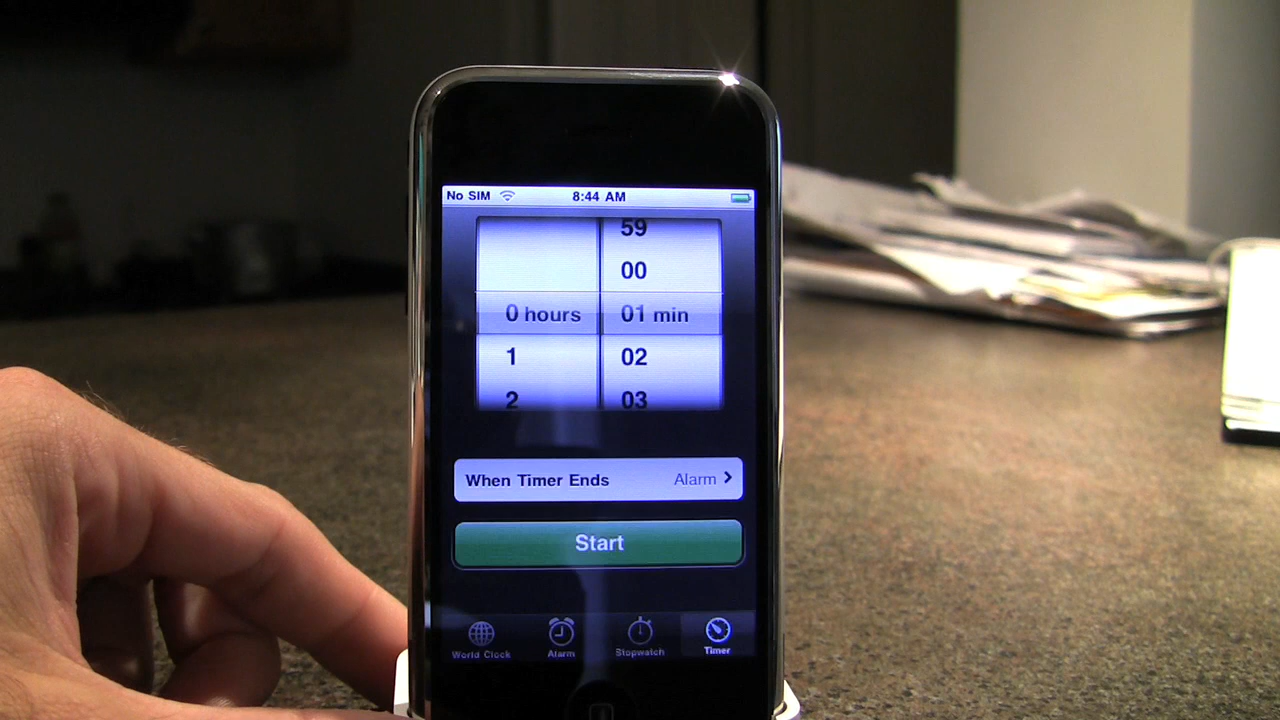 No SIM 8:44 AM
59
00
0 hours 01 min
1 02
2 03
When Timer Ends Alarm
Start
World Clock Alarm Stopwatch Timer